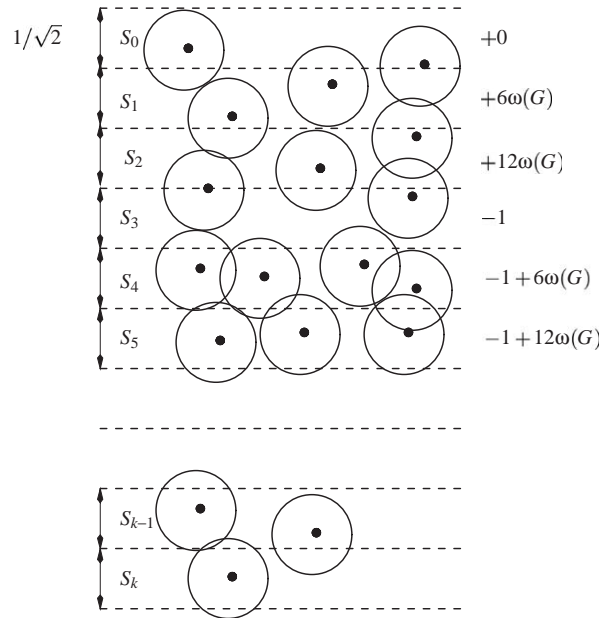 1/√2 S₀ +0
S₁ +6ω(G)
S₂ +12ω(G)
S₃ −1
S₄ −1+6ω(G)
S₅ −1+12ω(G)
Sₖ₋₁
Sₖ